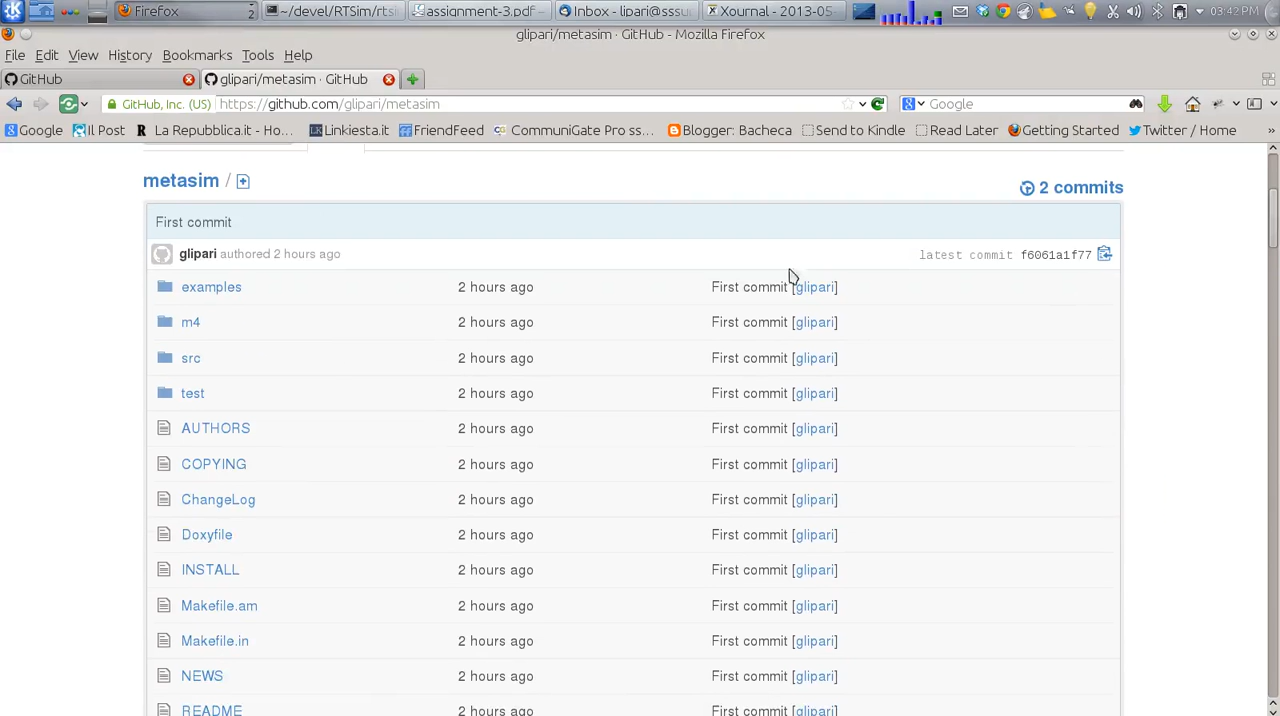 Firefox 2 ~/devel/RTSim/rts assignment-3.pdf - Inbox - lipari@sssu Xournal - 2013-05 03:42 PM
glipari/metasim · GitHub - Mozilla Firefox
File Edit View History Bookmarks Tools Help
GitHub glipari/metasim · GitHub
GitHub, Inc. (US) https://github.com/glipari/metasim Google
Google Il Post La Repubblica.it - Ho... Linkiesta.it FriendFeed CommuniGate Pro ss... Blogger: Bacheca Send to Kindle Read Later Getting Started Twitter / Home »
metasim /
2 commits
First commit
glipari authored 2 hours ago latest commit f6061a1f77
examples 2 hours ago First commit [glipari]
m4 2 hours ago First commit [glipari]
src 2 hours ago First commit [glipari]
test 2 hours ago First commit [glipari]
AUTHORS 2 hours ago First commit [glipari]
COPYING 2 hours ago First commit [glipari]
ChangeLog 2 hours ago First commit [glipari]
Doxyfile 2 hours ago First commit [glipari]
INSTALL 2 hours ago First commit [glipari]
Makefile.am 2 hours ago First commit [glipari]
Makefile.in 2 hours ago First commit [glipari]
NEWS 2 hours ago First commit [glipari]
README 2 hours ago First commit [glipari]